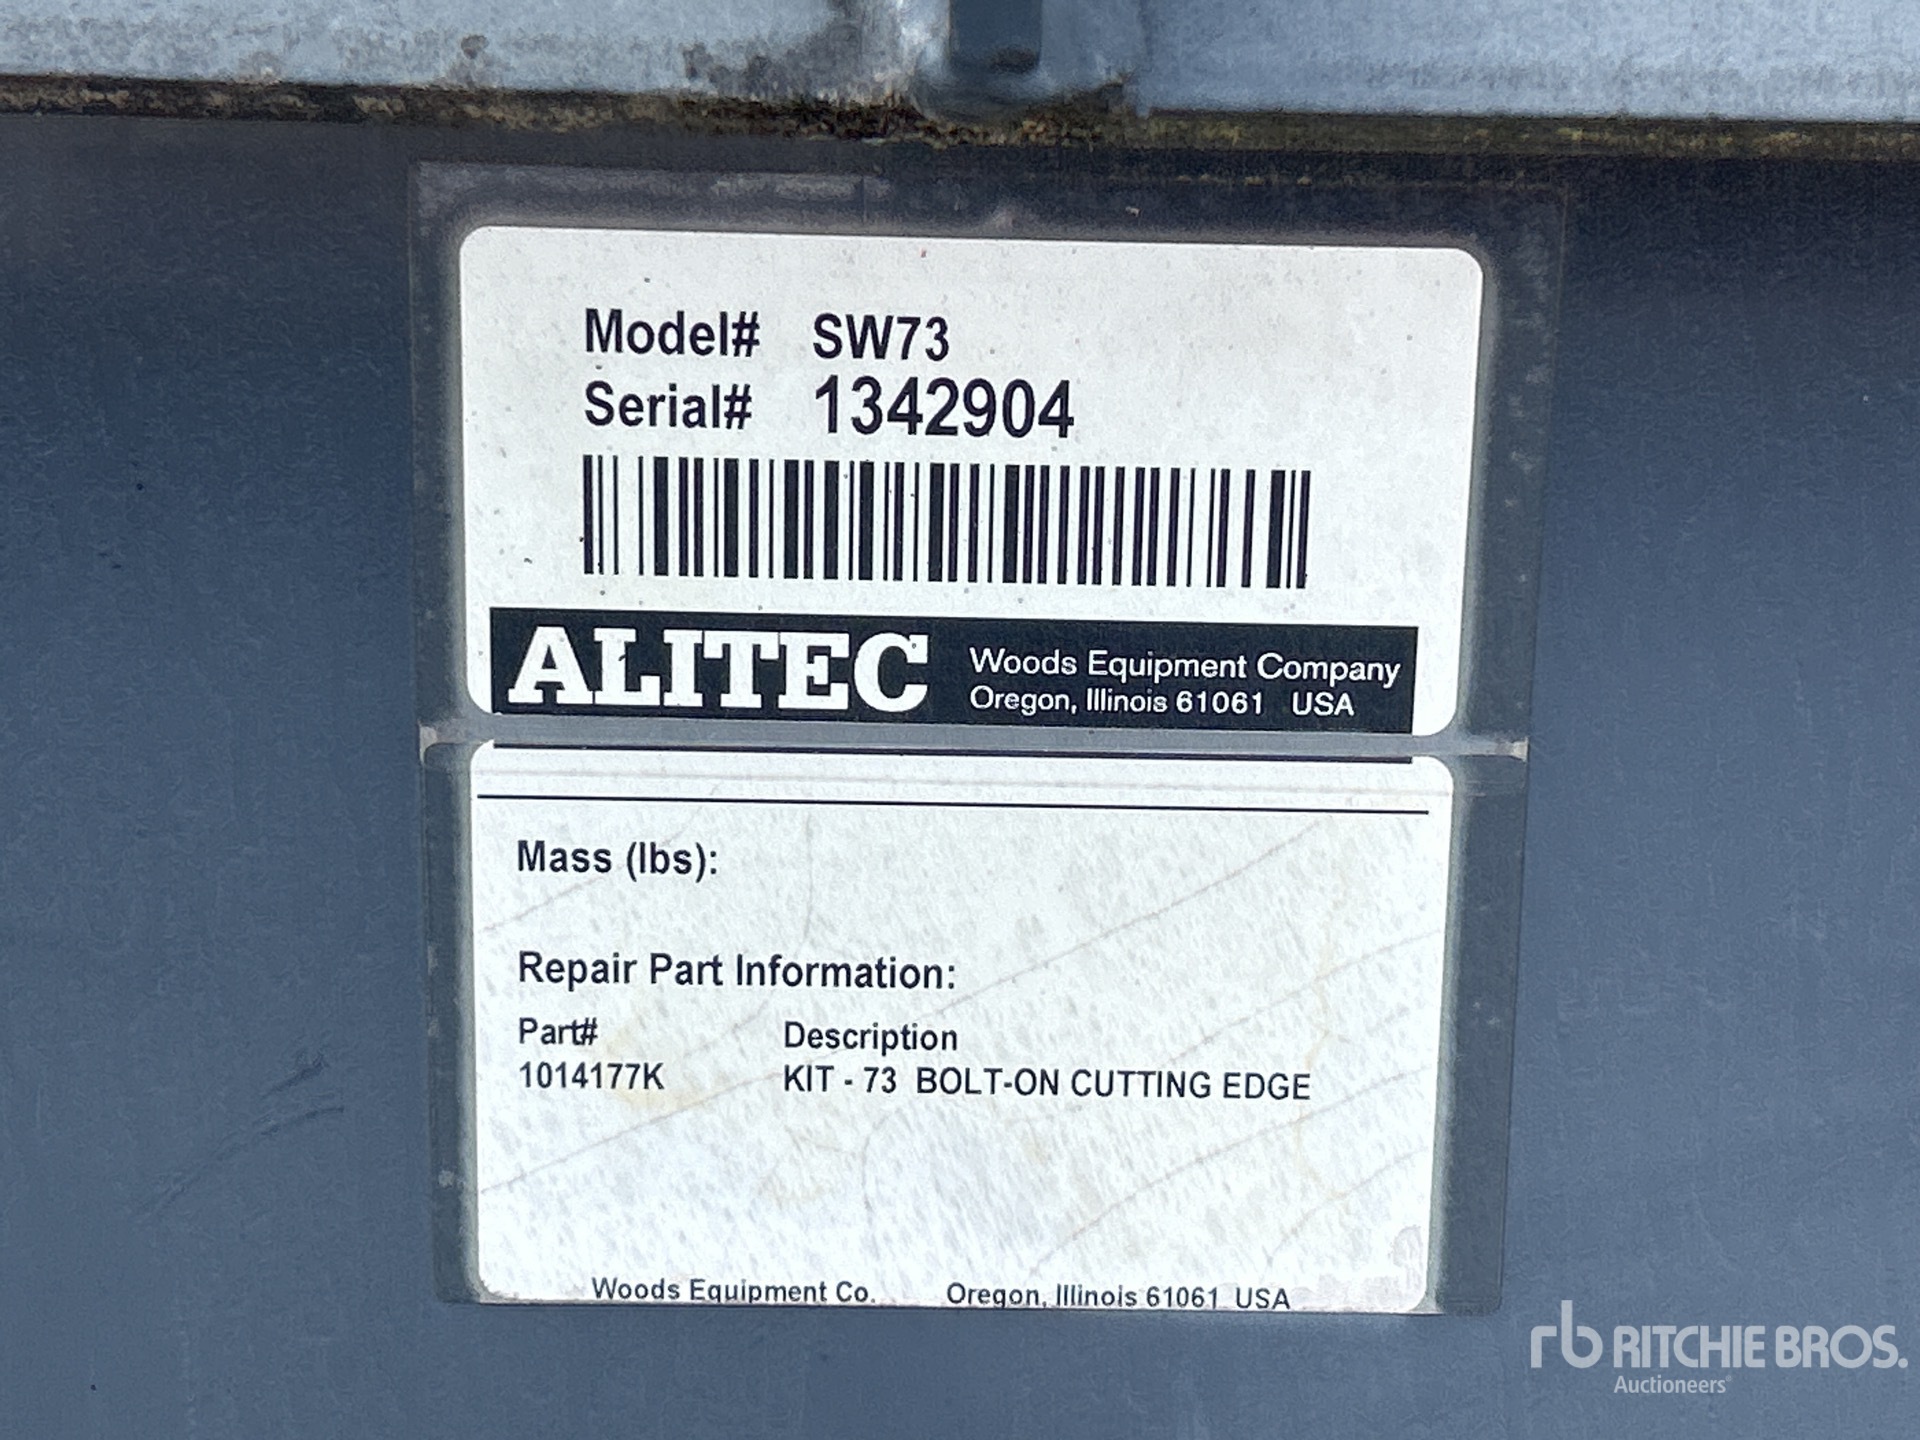 Model# SW73
Serial# 1342904
ALITEC
Woods Equipment Company
Oregon, Illinois 61061 USA
Mass (lbs):
Repair Part Information:
Part# Description
1014177K KIT - 73 BOLT-ON CUTTING EDGE
Woods Equipment Co. Oregon, Illinois 61061 USA
rb RITCHIE BROS.
Auctioneers